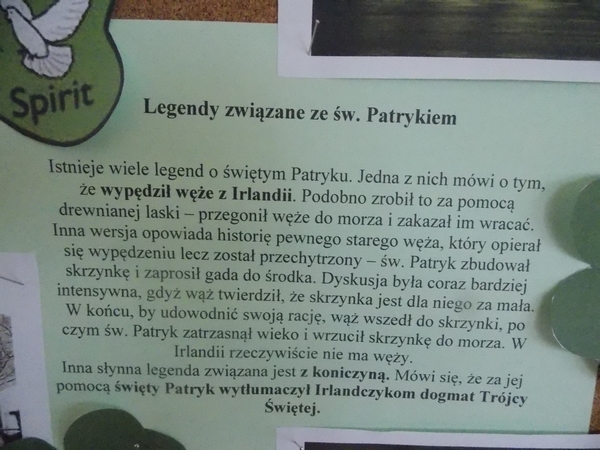 Spirit
Legendy związane ze św. Patrykiem
Istnieje wiele legend o świętym Patryku. Jedna z nich mówi o tym,
że wypędził węże z Irlandii. Podobno zrobił to za pomocą
drewnianej laski – przegonił węże do morza i zakazał im wracać.
Inna wersja opowiada historię pewnego starego węża, który opierał
się wypędzeniu lecz został przechytrzony – św. Patryk zbudował
skrzynkę i zaprosił gada do środka. Dyskusja była coraz bardziej
intensywna, gdyż wąż twierdził, że skrzynka jest dla niego za mała.
W końcu, by udowodnić swoją rację, wąż wszedł do skrzynki, po
czym św. Patryk zatrzasnął wieko i wrzucił skrzynkę do morza. W
Irlandii rzeczywiście nie ma węży.
Inna słynna legenda związana jest z koniczyną. Mówi się, że za jej
pomocą święty Patryk wytłumaczył Irlandczykom dogmat Trójcy
Świętej.